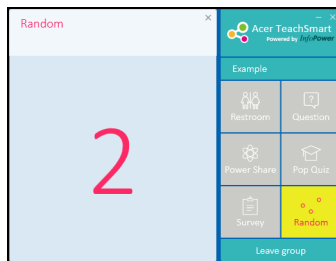 Random
2
Acer TeachSmart
Powered by InfoPower
Example
Restroom
Question
Power Share
Pop Quiz
Survey
Random
Leave group